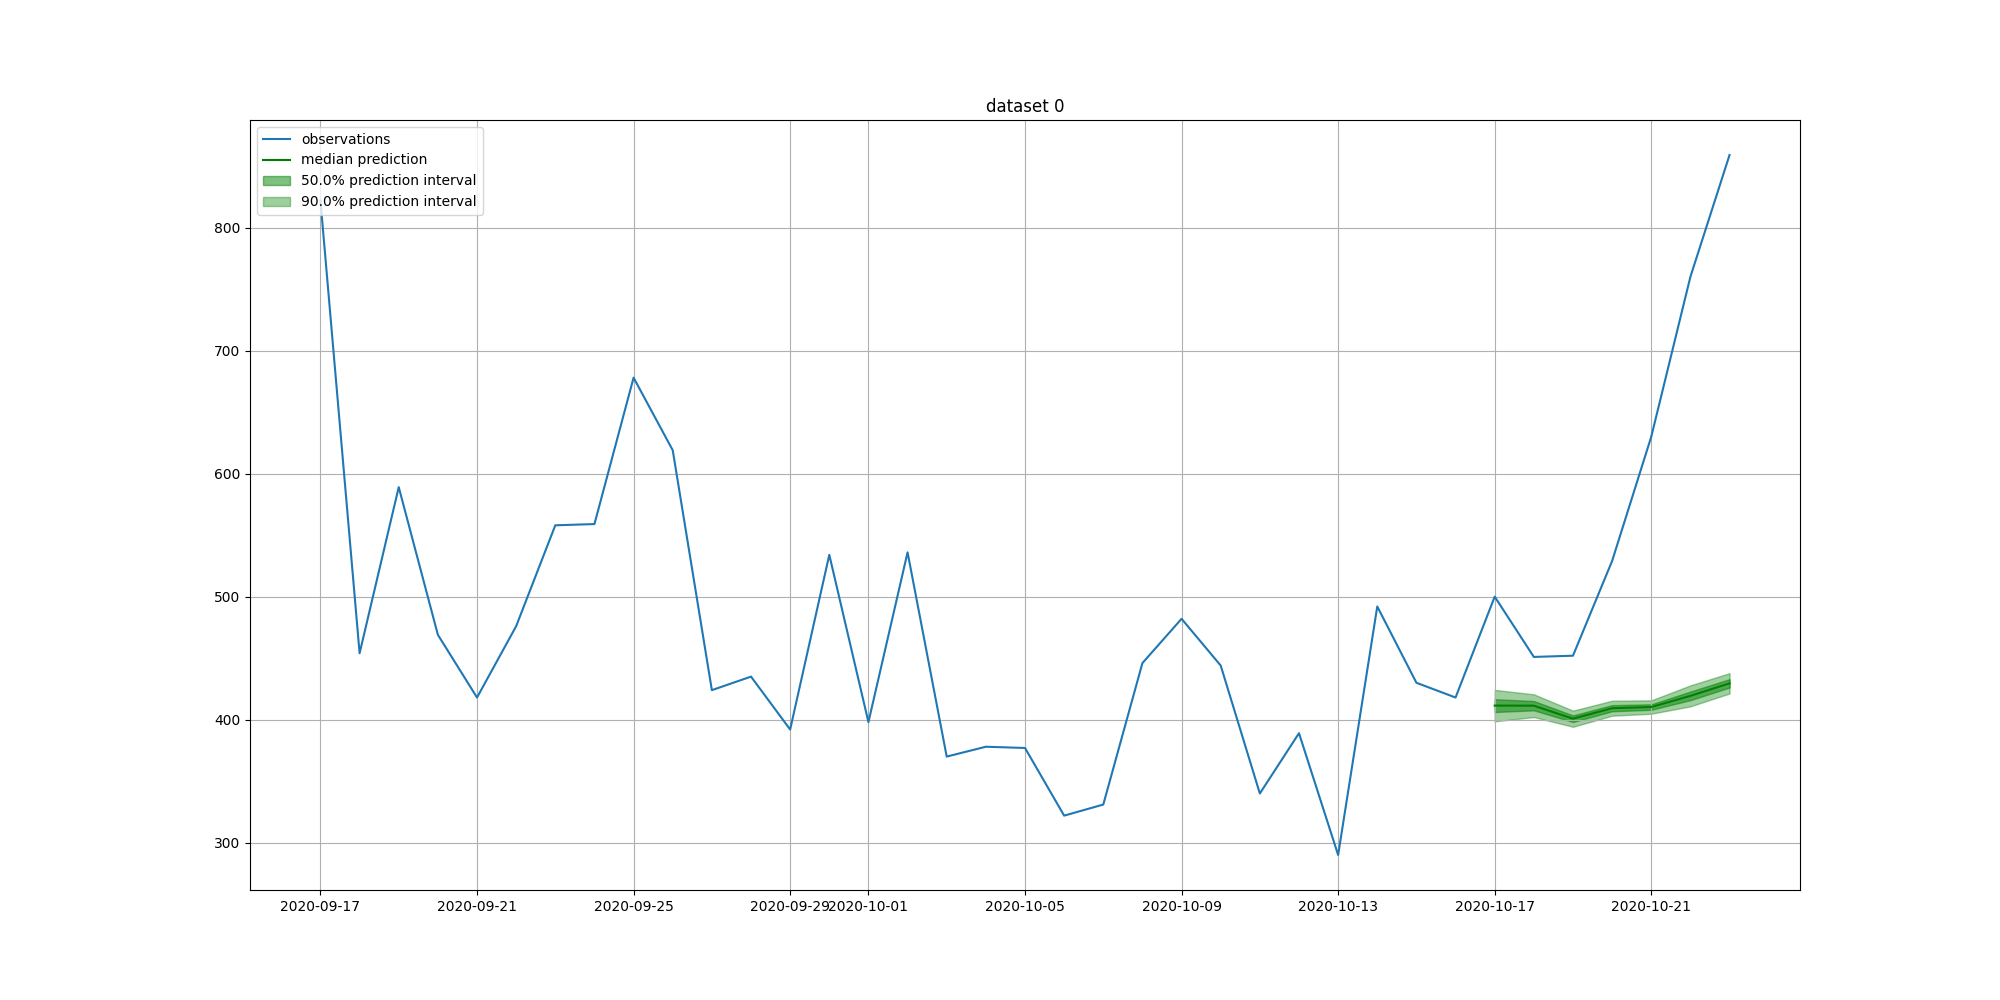 dataset 0
observations
median prediction
50.0% prediction interval
90.0% prediction interval
800
700
600
500
400
300
2020-09-17 2020-09-21 2020-09-25 2020-09-29 2020-10-01 2020-10-05 2020-10-09 2020-10-13 2020-10-17 2020-10-21